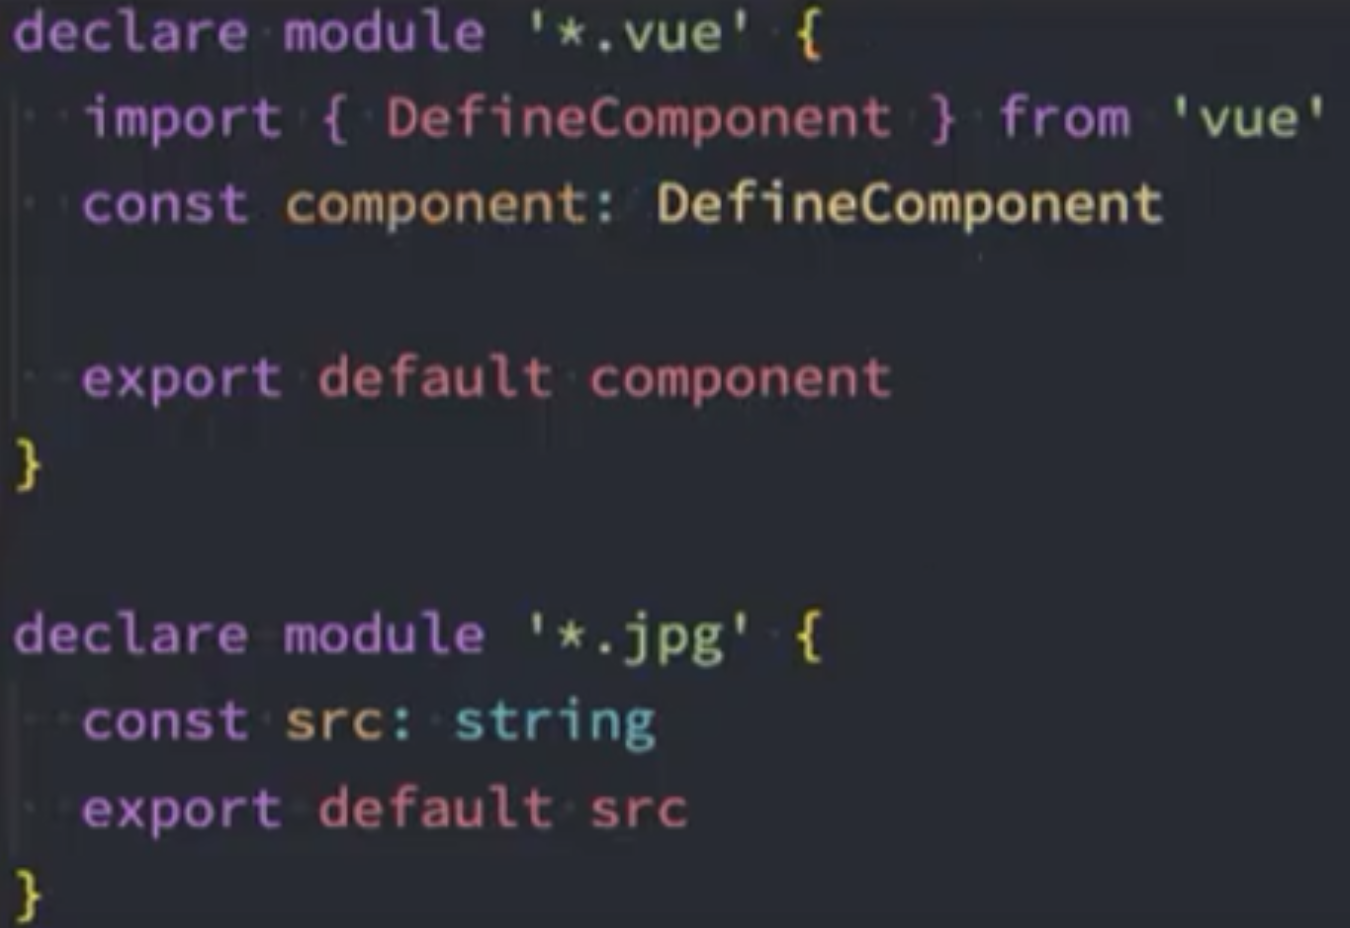 declare module '*.vue' {
  import { DefineComponent } from 'vue'
  const component: DefineComponent

  export default component
}

declare module '*.jpg' {
  const src: string
  export default src
}